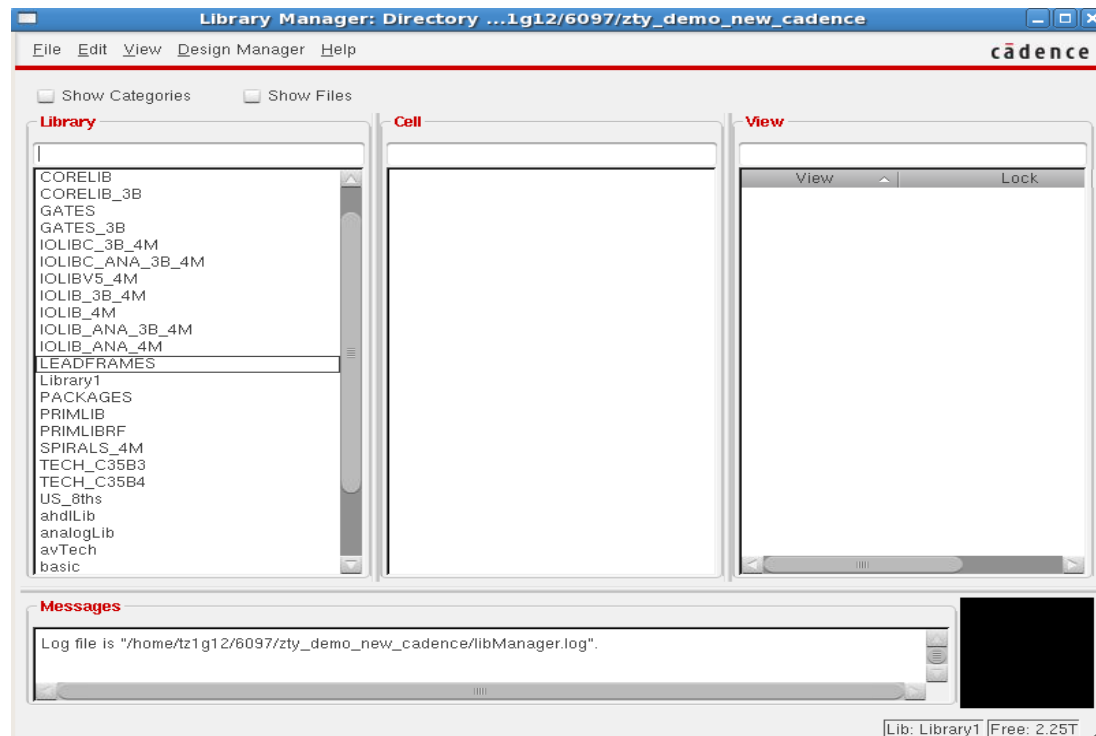 Library Manager: Directory ...1g12/6097/zty_demo_new_cadence
File Edit View Design Manager Help
cādence
Show Categories Show Files
Library
Cell
View
View Lock
CORELIB
CORELIB_3B
GATES
GATES_3B
IOLIBC_3B_4M
IOLIBC_ANA_3B_4M
IOLIBV5_4M
IOLIB_3B_4M
IOLIB_4M
IOLIB_ANA_3B_4M
IOLIB_ANA_4M
LEADFRAMES
Library1
PACKAGES
PRIMLIB
PRIMLIBRF
SPIRALS_4M
TECH_C35B3
TECH_C35B4
US_8ths
ahdlLib
analogLib
avTech
basic
Messages
Log file is "/home/tz1g12/6097/zty_demo_new_cadence/libManager.log".
Lib: Library1 Free: 2.25T